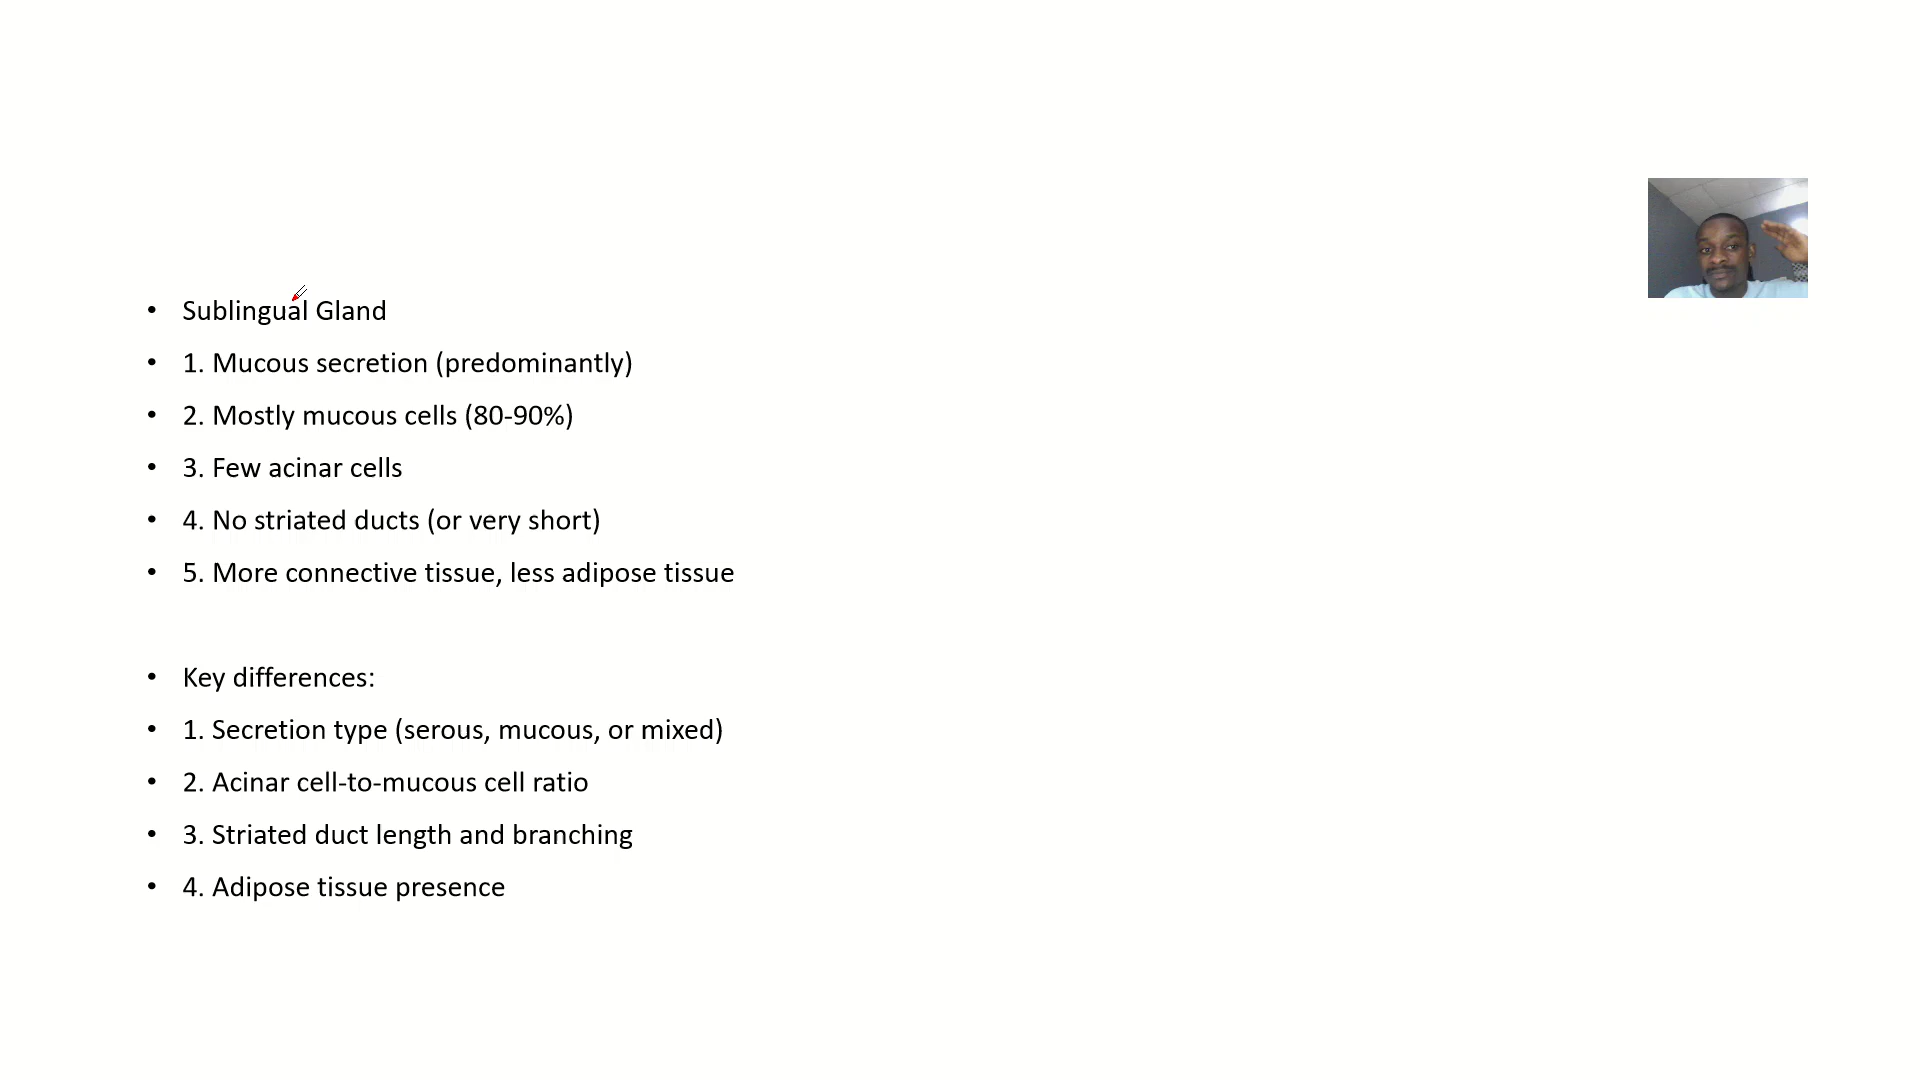 • Sublingual Gland
• 1. Mucous secretion (predominantly)
• 2. Mostly mucous cells (80-90%)
• 3. Few acinar cells
• 4. No striated ducts (or very short)
• 5. More connective tissue, less adipose tissue
• Key differences:
• 1. Secretion type (serous, mucous, or mixed)
• 2. Acinar cell-to-mucous cell ratio
• 3. Striated duct length and branching
• 4. Adipose tissue presence